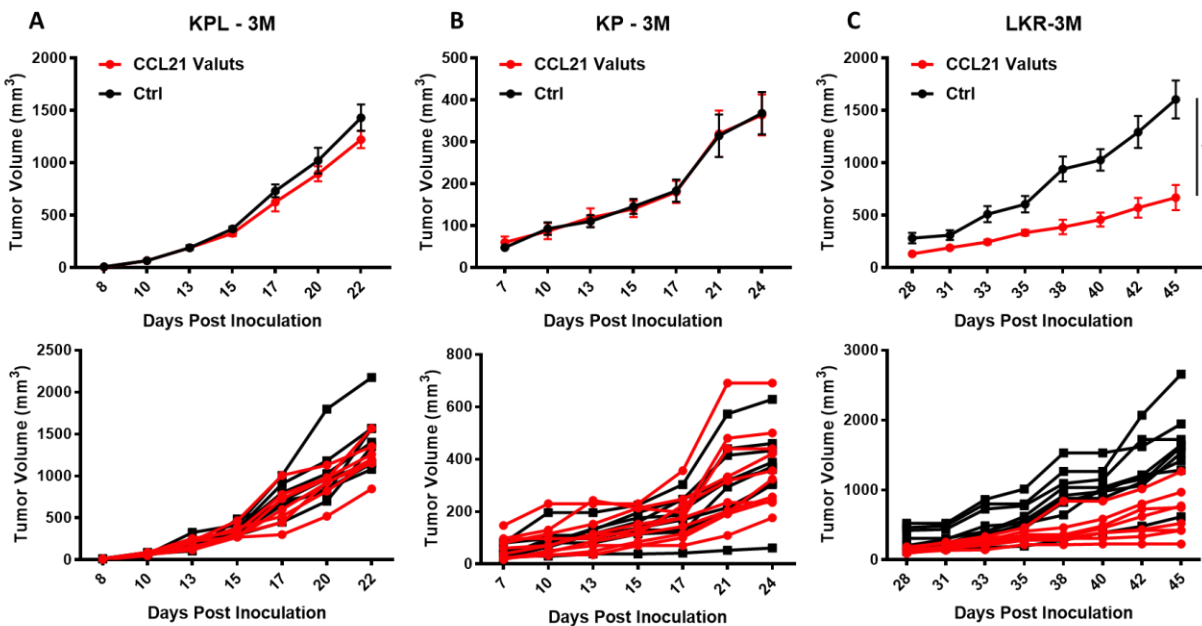 A
KPL - 3M
Tumor Volume (mm3)
2000
1500
1000
500
0
CCL21 Valuts
Ctrl
8 10 13 15 17 20 22
Days Post Inoculation
B
KP - 3M
Tumor Volume (mm3)
500
400
300
200
100
0
CCL21 Valuts
Ctrl
7 10 13 15 17 21 24
Days Post Inoculation
C
LKR-3M
Tumor Volume (mm3)
2000
1500
1000
500
0
CCL21 Valuts
Ctrl
28 31 33 35 38 40 42 45
Days Post Inoculation
Tumor Volume (mm3)
2500
2000
1500
1000
500
0
8 10 13 15 17 20 22
Days Post Inoculation
Tumor Volume (mm3)
800
600
400
200
0
7 10 13 15 17 21 24
Days Post Inoculation
Tumor Volume (mm3)
3000
2000
1000
0
28 31 33 35 38 40 42 45
Days Post Inoculation